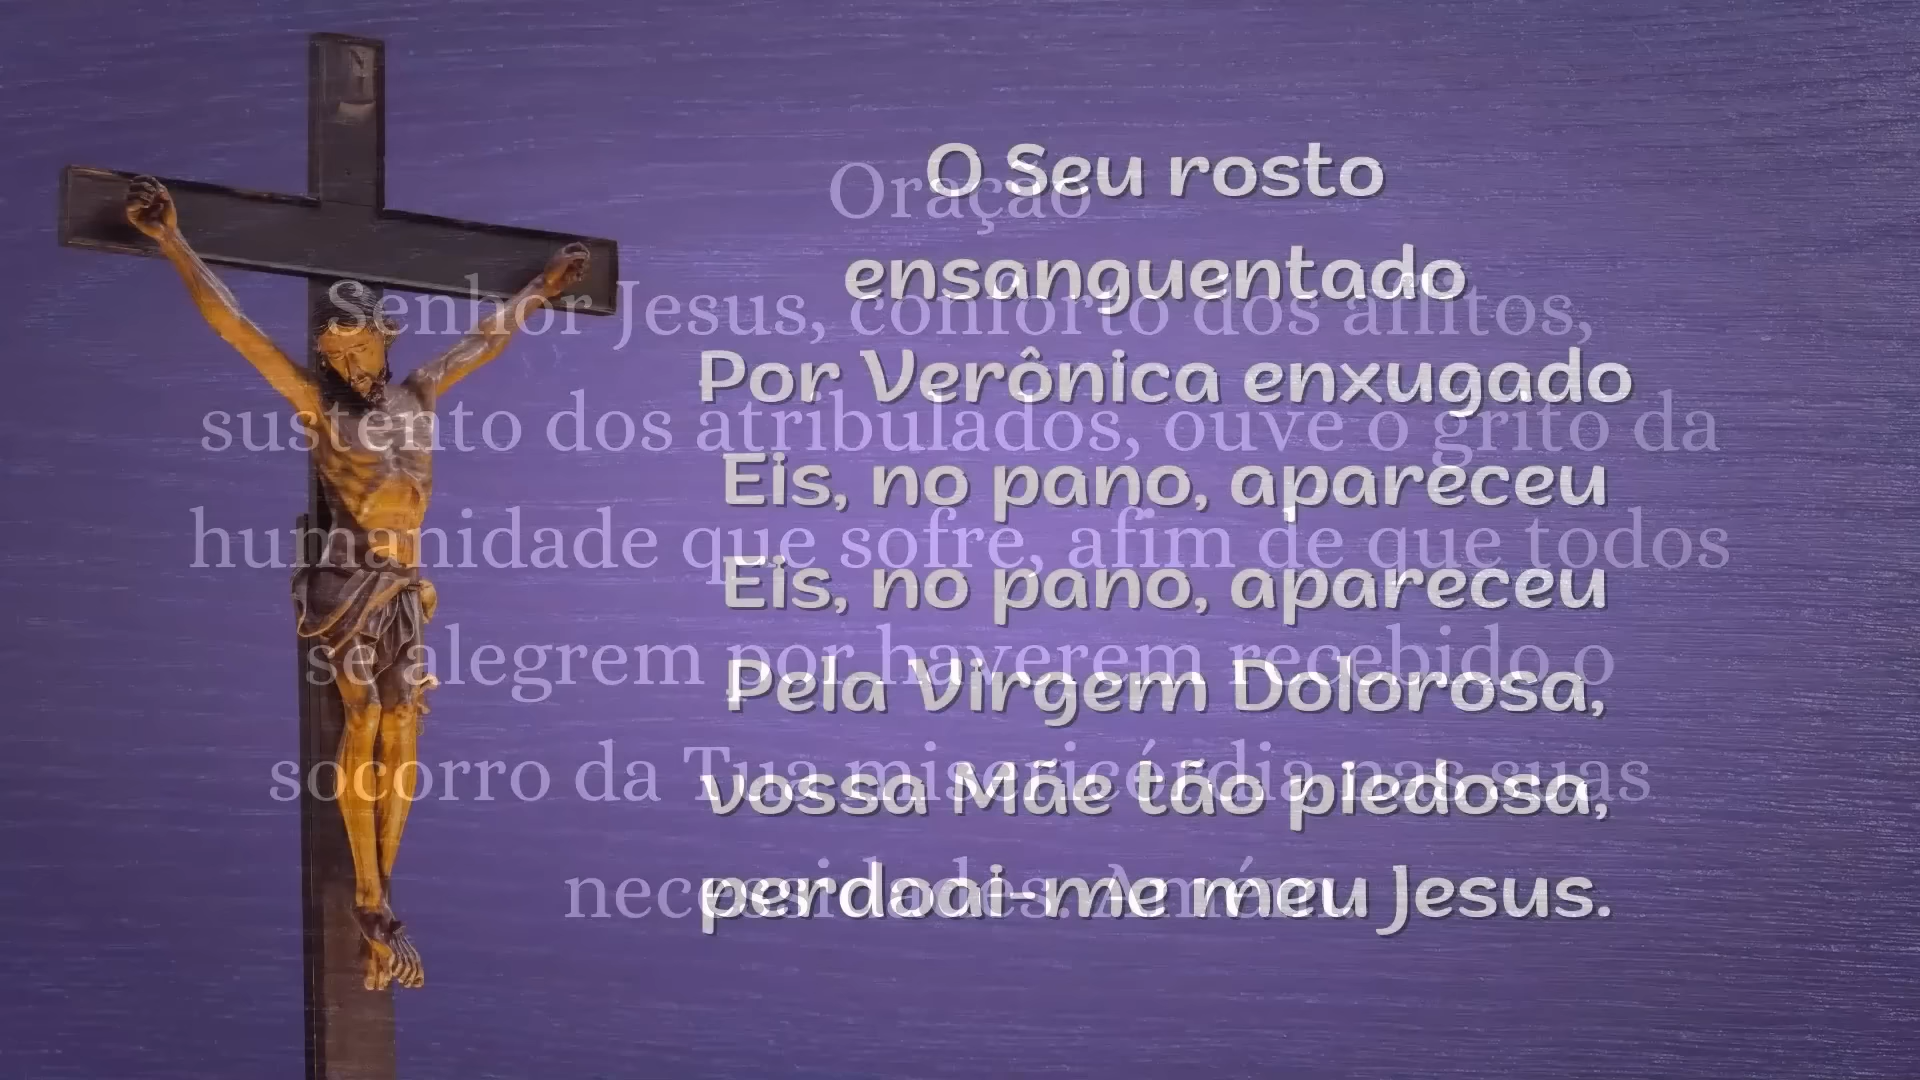 Oração
Senhor Jesus, conforto dos aflitos,
sustento dos atribulados, ouve o grito da
humanidade que sofre, afim de que todos
se alegrem por haverem recebido o
socorro da Tua misericórdia nas suas
necessidades. Amém
O Seu rosto
ensanguentado
Por Verônica enxugado
Eis, no pano, apareceu
Eis, no pano, apareceu
Pela Virgem Dolorosa,
vossa Mãe tão piedosa,
perdoai-me meu Jesus.